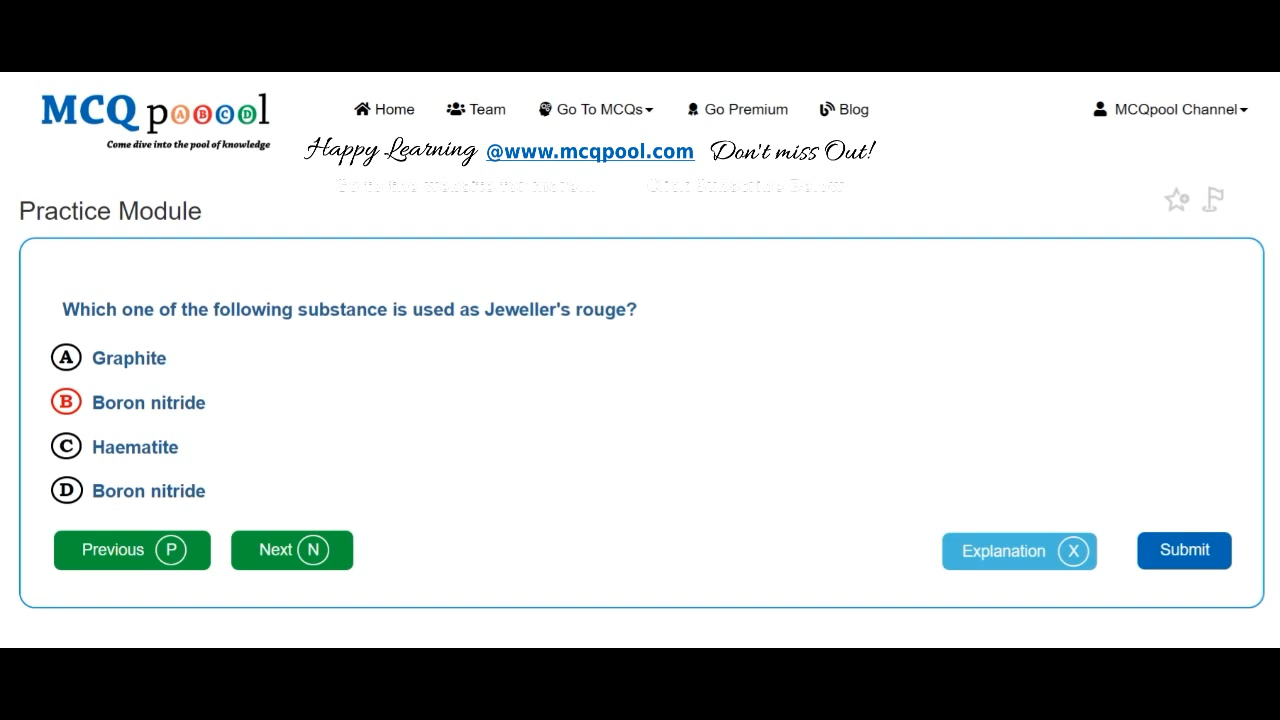 MCQ pooool
Come dive into the pool of knowledge
Home Team Go To MCQs Go Premium Blog MCQpool Channel
Happy Learning @www.mcqpool.com Don't miss Out!
Practice Module
Which one of the following substance is used as Jeweller's rouge?
A Graphite
B Boron nitride
C Haematite
D Boron nitride
Previous P Next N Explanation X Submit